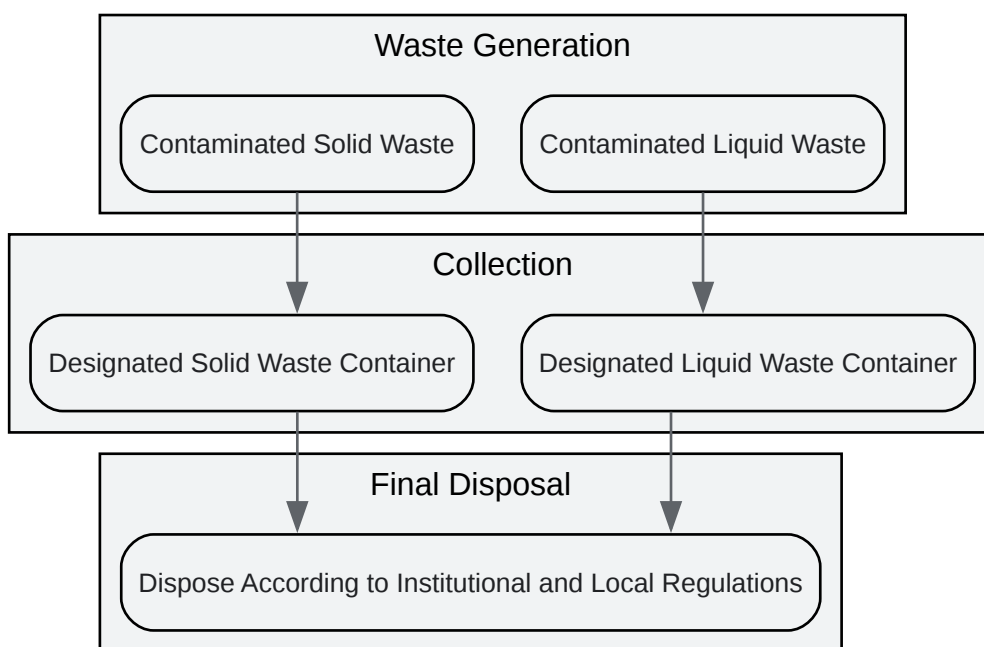 Waste Generation
Contaminated Solid Waste
Contaminated Liquid Waste
Collection
Designated Solid Waste Container
Designated Liquid Waste Container
Final Disposal
Dispose According to Institutional and Local Regulations